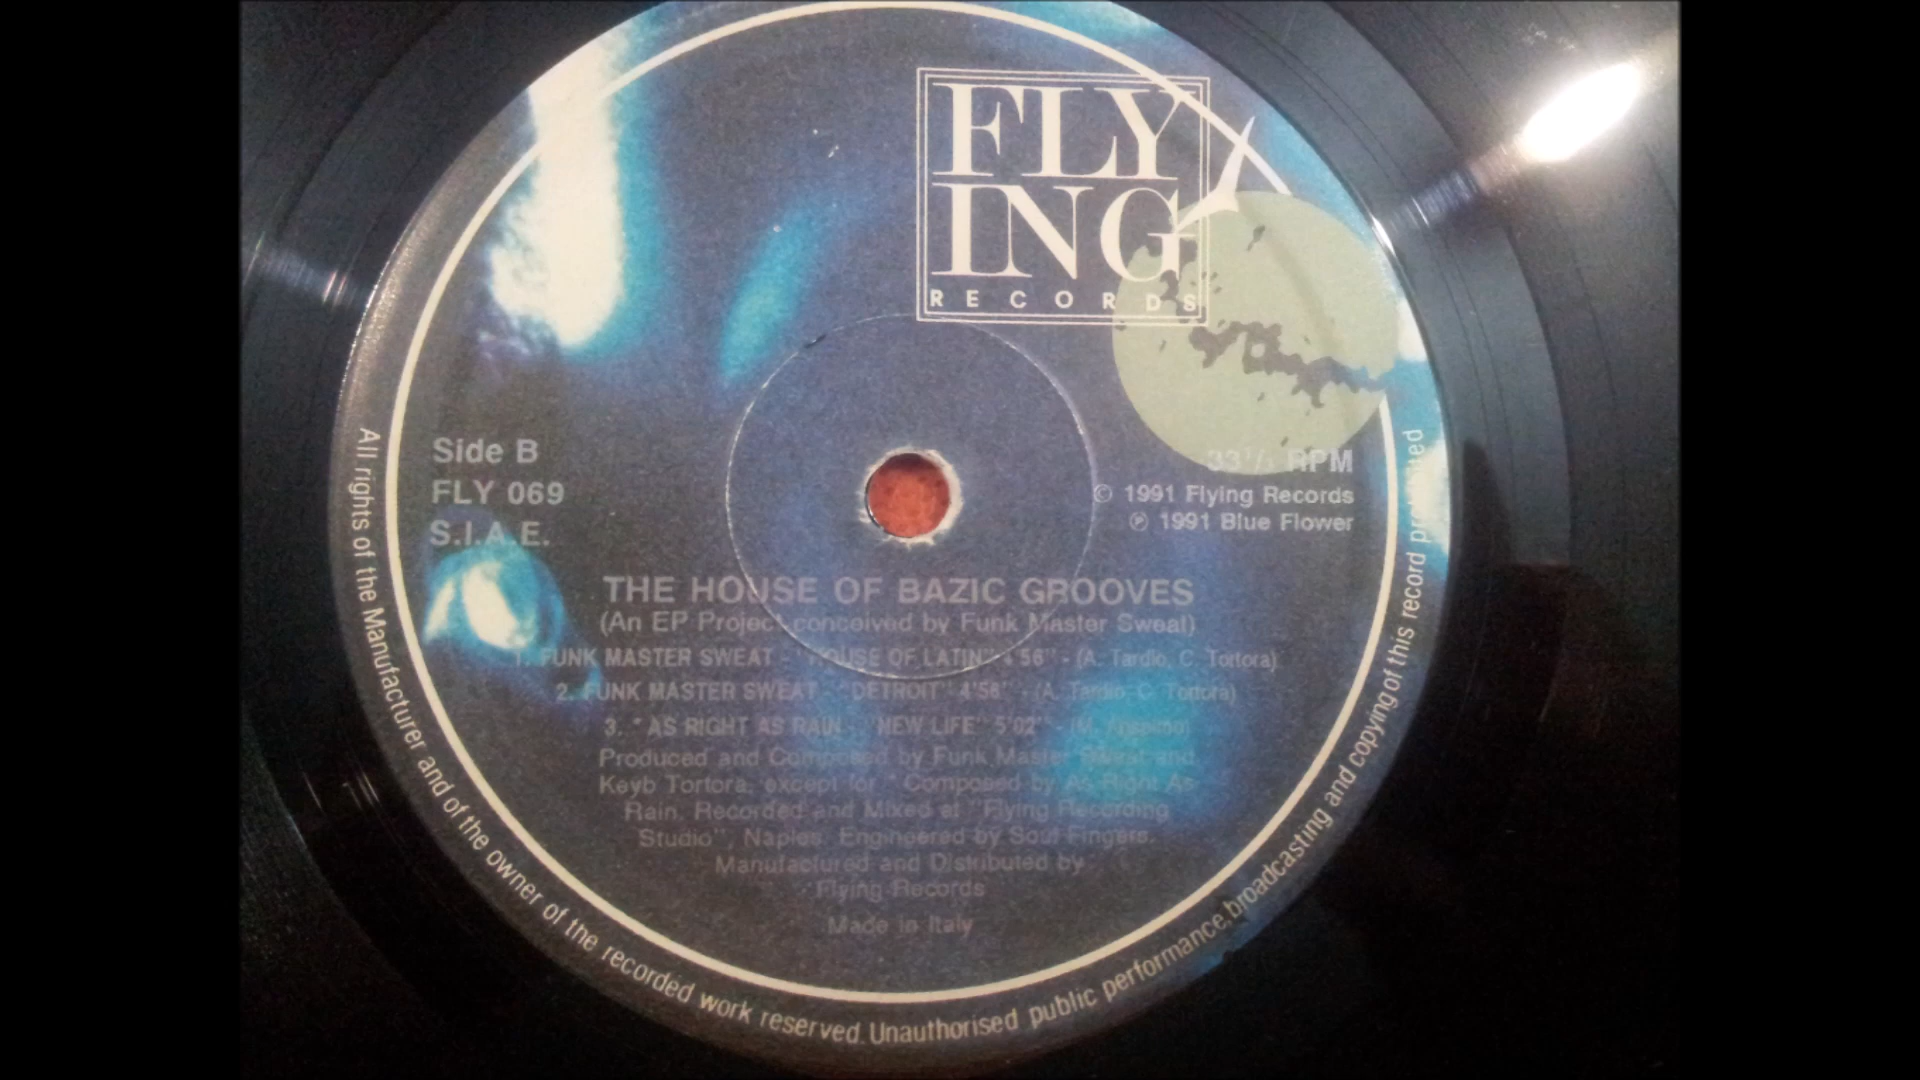 FLY
ING
RECORDS
Side B
FLY 069
S.I.A.E.
33 1/3 RPM
© 1991 Flying Records
℗ 1991 Blue Flower
THE HOUSE OF BAZIC GROOVES
(An EP Project conceived by Funk Master Sweat)
1. FUNK MASTER SWEAT - "HOUSE OF LATIN" 4'56" - (A. Tardio, C. Tortora)
2. FUNK MASTER SWEAT - "DETROIT" 4'56" - (A. Tardio, C. Tortora)
3. * AS RIGHT AS RAIN - "NEW LIFE" 5'02" - (M.
Produced and Composed by Funk Master Sweat and
Keyb Tortora, except for * Composed by As Right As
Rain. Recorded and Mixed at "Flying Recording
Studio", Naples. Engineered by Soul Fingers.
Manufactured and Distributed by
Flying Records
Made in Italy
All rights of the Manufacturer and of the owner of the recorded work reserved. Unauthorised public performance, broadcasting and copying of this record prohibited